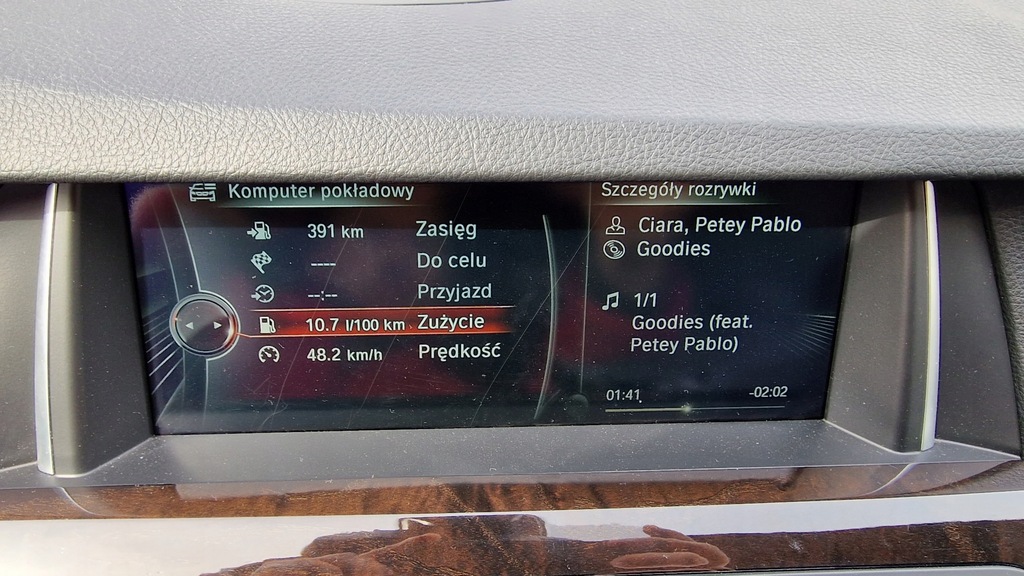 Komputer pokładowy
391 km Zasięg
---- Do celu
--:-- Przyjazd
10.7 l/100 km Zużycie
48.2 km/h Prędkość
Szczegóły rozrywki
Ciara, Petey Pablo
Goodies
1/1
Goodies (feat.
Petey Pablo)
01:41 -02:02